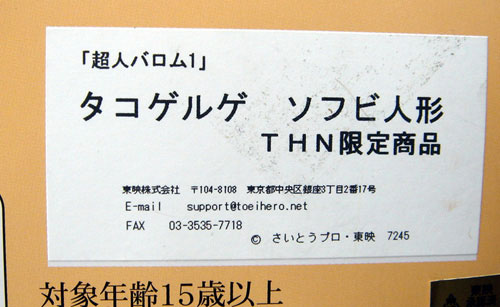 「超人バロム1」
タコゲルゲ　ソフビ人形
THN限定商品
東映株式会社　〒104-8108　東京都中央区銀座3丁目2番17号
E-mail　support@toeihero.net
FAX　03-3535-7718
© さいとうプロ・東映　7245
対象年齢15歳以上